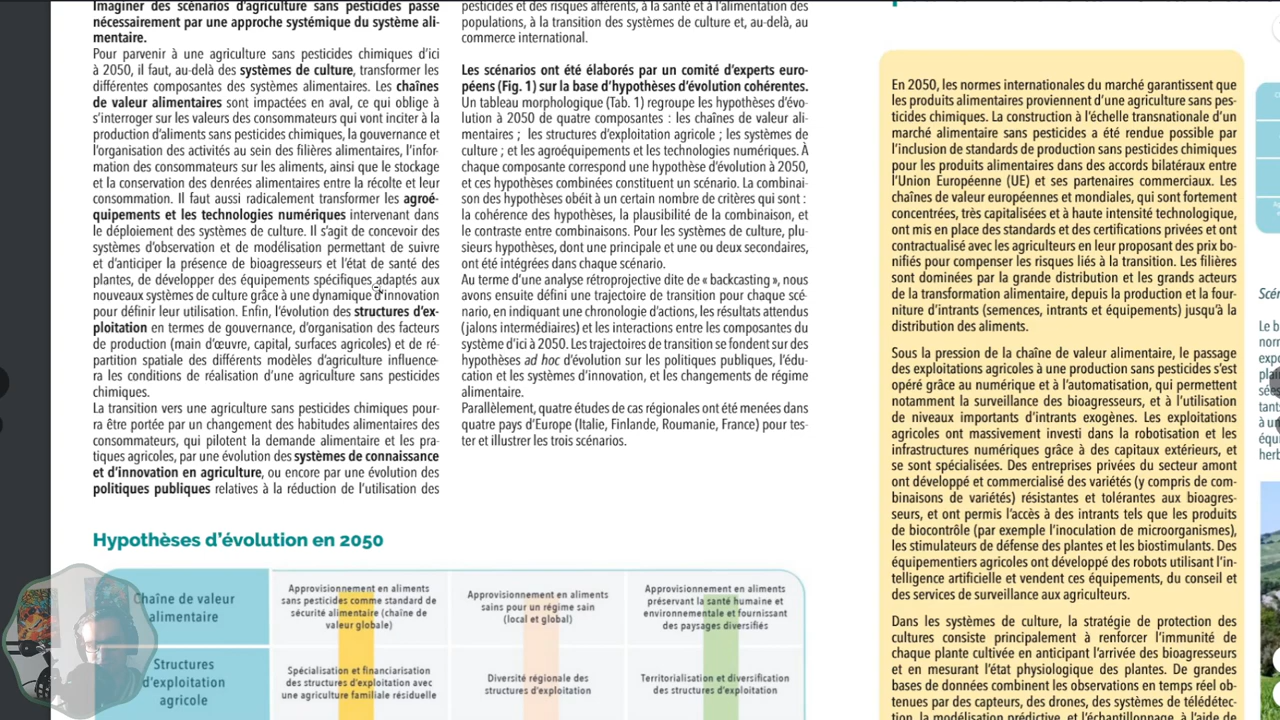 Imaginer des scénarios d'agriculture sans pesticides passe
nécessairement par une approche systémique du système ali-
mentaire.
Pour parvenir à une agriculture sans pesticides chimiques d'ici
à 2050, il faut, au-delà des systèmes de culture, transformer les
différentes composantes des systèmes alimentaires. Les chaînes
de valeur alimentaires sont impactées en aval, ce qui oblige à
s'interroger sur les valeurs des consommateurs qui vont inciter à la
production d'aliments sans pesticides chimiques, la gouvernance et
l'organisation des activités au sein des filières alimentaires, l'infor-
mation des consommateurs sur les aliments, ainsi que le stockage
et la conservation des denrées alimentaires entre la récolte et leur
consommation. Il faut aussi radicalement transformer les agroé-
quipements et les technologies numériques intervenant dans
le déploiement des systèmes de culture. Il s'agit de concevoir des
systèmes d'observation et de modélisation permettant de suivre
et d'anticiper la présence de bioagresseurs et l'état de santé des
plantes, de développer des équipements spécifiques adaptés aux
nouveaux systèmes de culture grâce à une dynamique d'innovation
pour définir leur utilisation. Enfin, l'évolution des structures d'ex-
ploitation en termes de gouvernance, d'organisation des facteurs
de production (main d'œuvre, capital, surfaces agricoles) et de ré-
partition spatiale des différents modèles d'agriculture influence-
ra les conditions de réalisation d'une agriculture sans pesticides
chimiques.
La transition vers une agriculture sans pesticides chimiques pour-
ra être portée par un changement des habitudes alimentaires des
consommateurs, qui pilotent la demande alimentaire et les pra-
tiques agricoles, par une évolution des systèmes de connaissance
et d'innovation en agriculture, ou encore par une évolution des
politiques publiques relatives à la réduction de l'utilisation des
pesticides et des risques afférents, à la santé et à l'alimentation des
populations, à la transition des systèmes de culture et, au-delà, au
commerce international.
Les scénarios ont été élaborés par un comité d'experts euro-
péens (Fig. 1) sur la base d'hypothèses d'évolution cohérentes.
Un tableau morphologique (Tab. 1) regroupe les hypothèses d'évo-
lution à 2050 de quatre composantes : les chaînes de valeur ali-
mentaires ; les structures d'exploitation agricole ; les systèmes de
culture ; et les agroéquipements et les technologies numériques. À
chaque composante correspond une hypothèse d'évolution à 2050,
et ces hypothèses combinées constituent un scénario. La combinai-
son des hypothèses obéit à un certain nombre de critères qui sont :
la cohérence des hypothèses, la plausibilité de la combinaison, et
le contraste entre combinaisons. Pour les systèmes de culture, plu-
sieurs hypothèses, dont une principale et une ou deux secondaires,
ont été intégrées dans chaque scénario.
Au terme d'une analyse rétroprojective dite de « backcasting », nous
avons ensuite défini une trajectoire de transition pour chaque scé-
nario, en indiquant une chronologie d'actions, les résultats attendus
(jalons intermédiaires) et les interactions entre les composantes du
système d'ici à 2050. Les trajectoires de transition se fondent sur des
hypothèses ad hoc d'évolution sur les politiques publiques, l'édu-
cation et les systèmes d'innovation, et les changements de régime
alimentaire.
Parallèlement, quatre études de cas régionales ont été menées dans
quatre pays d'Europe (Italie, Finlande, Roumanie, France) pour tes-
ter et illustrer les trois scénarios.
Hypothèses d'évolution en 2050
Chaîne de valeur
alimentaire
Approvisionnement en aliments
sans pesticides comme standard de
sécurité alimentaire (chaîne de
valeur globale)
Approvisionnement en aliments
sains pour un régime sain
(local et global)
Approvisionnement en aliments
préservant la santé humaine et
environnementale et fournissant
des paysages diversifiés
Structures
d'exploitation
agricole
Spécialisation et financiarisation
des structures d'exploitation avec
une agriculture familiale résiduelle
Diversité régionale des
structures d'exploitation
Territorialisation et diversification
des structures d'exploitation
En 2050, les normes internationales du marché garantissent que
les produits alimentaires proviennent d'une agriculture sans pes-
ticides chimiques. La construction à l'échelle transnationale d'un
marché alimentaire sans pesticides a été rendue possible par
l'inclusion de standards de production sans pesticides chimiques
pour les produits alimentaires dans des accords bilatéraux entre
l'Union Européenne (UE) et ses partenaires commerciaux. Les
chaînes de valeur européennes et mondiales, qui sont fortement
concentrées, très capitalisées et à haute intensité technologique,
ont mis en place des standards et des certifications privées et ont
contractualisé avec les agriculteurs en leur proposant des prix bo-
nifiés pour compenser les risques liés à la transition. Les filières
sont dominées par la grande distribution et les grands acteurs
de la transformation alimentaire, depuis la production et la four-
niture d'intrants (semences, intrants et équipements) jusqu'à la
distribution des aliments.
Sous la pression de la chaîne de valeur alimentaire, le passage
des exploitations agricoles à une production sans pesticides s'est
opéré grâce au numérique et à l'automatisation, qui permettent
notamment la surveillance des bioagresseurs, et à l'utilisation
de niveaux importants d'intrants exogènes. Les exploitations
agricoles ont massivement investi dans la robotisation et les
infrastructures numériques grâce à des capitaux extérieurs, et
se sont spécialisées. Des entreprises privées du secteur amont
ont développé et commercialisé des variétés (y compris de com-
binaisons de variétés) résistantes et tolérantes aux bioagres-
seurs, et ont permis l'accès à des intrants tels que les produits
de biocontrôle (par exemple l'inoculation de microorganismes),
les stimulateurs de défense des plantes et les biostimulants. Des
équipementiers agricoles ont développé des robots utilisant l'in-
telligence artificielle et vendent ces équipements, du conseil et
des services de surveillance aux agriculteurs.
Dans les systèmes de culture, la stratégie de protection des
cultures consiste principalement à renforcer l'immunité de
chaque plante cultivée en anticipant l'arrivée des bioagresseurs
et en mesurant l'état physiologique des plantes. De grandes
bases de données combinent les observations en temps réel ob-
tenues par des capteurs, des drones, des systèmes de télédétec-
tion, la modélisation prédictive, et l'échantillonnage, à l'aide de
Scén
Le b
norm
expo
plai
sées
tant
à un
équi
herb